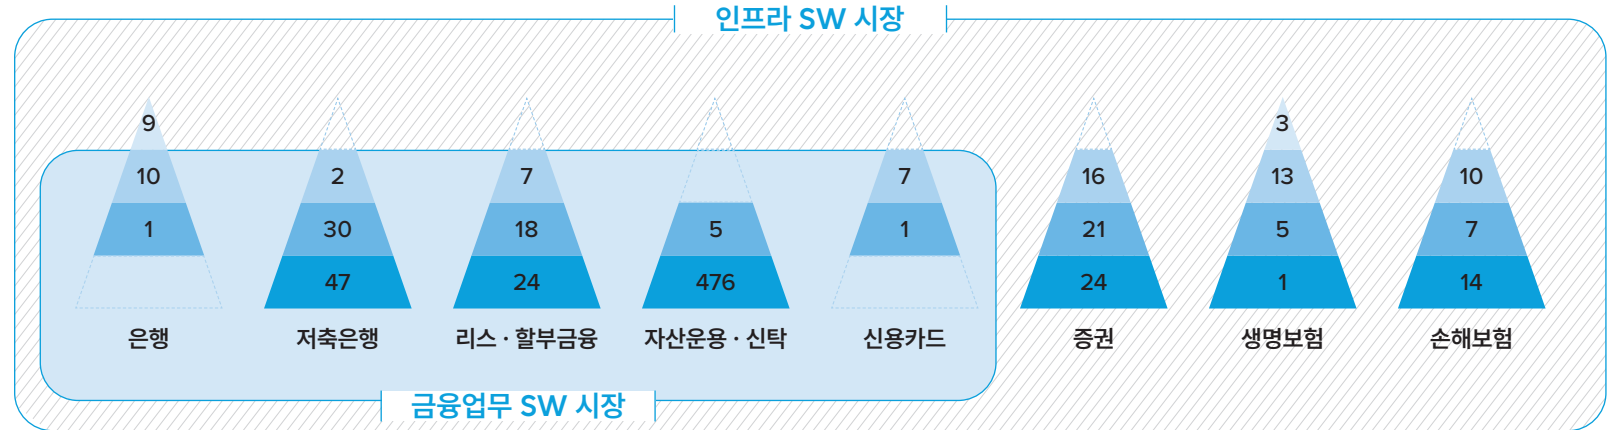 인프라 SW 시장
9 3
10 2 7 7 16 13 10
1 30 18 5 1 21 5 7
47 24 476 24 1 14
은행 저축은행 리스 · 할부금융 자산운용 · 신탁 신용카드 증권 생명보험 손해보험
금융업무 SW 시장